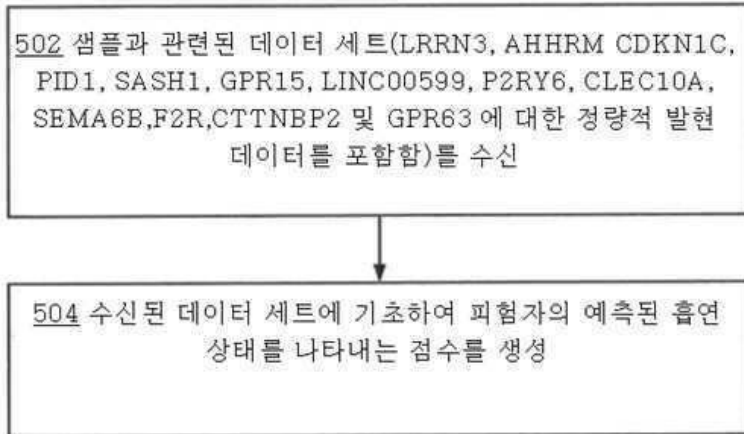 502 샘플과 관련된 데이터 세트(LRRN3, AHHRM CDKN1C,
PID1, SASH1, GPR15, LINC00599, P2RY6, CLEC10A,
SEMA6B,F2R,CTTNBP2 및 GPR63 에 대한 정량적 발현
데이터를 포함함)를 수신
504 수신된 데이터 세트에 기초하여 피험자의 예측된 흡연
상태를 나타내는 점수를 생성